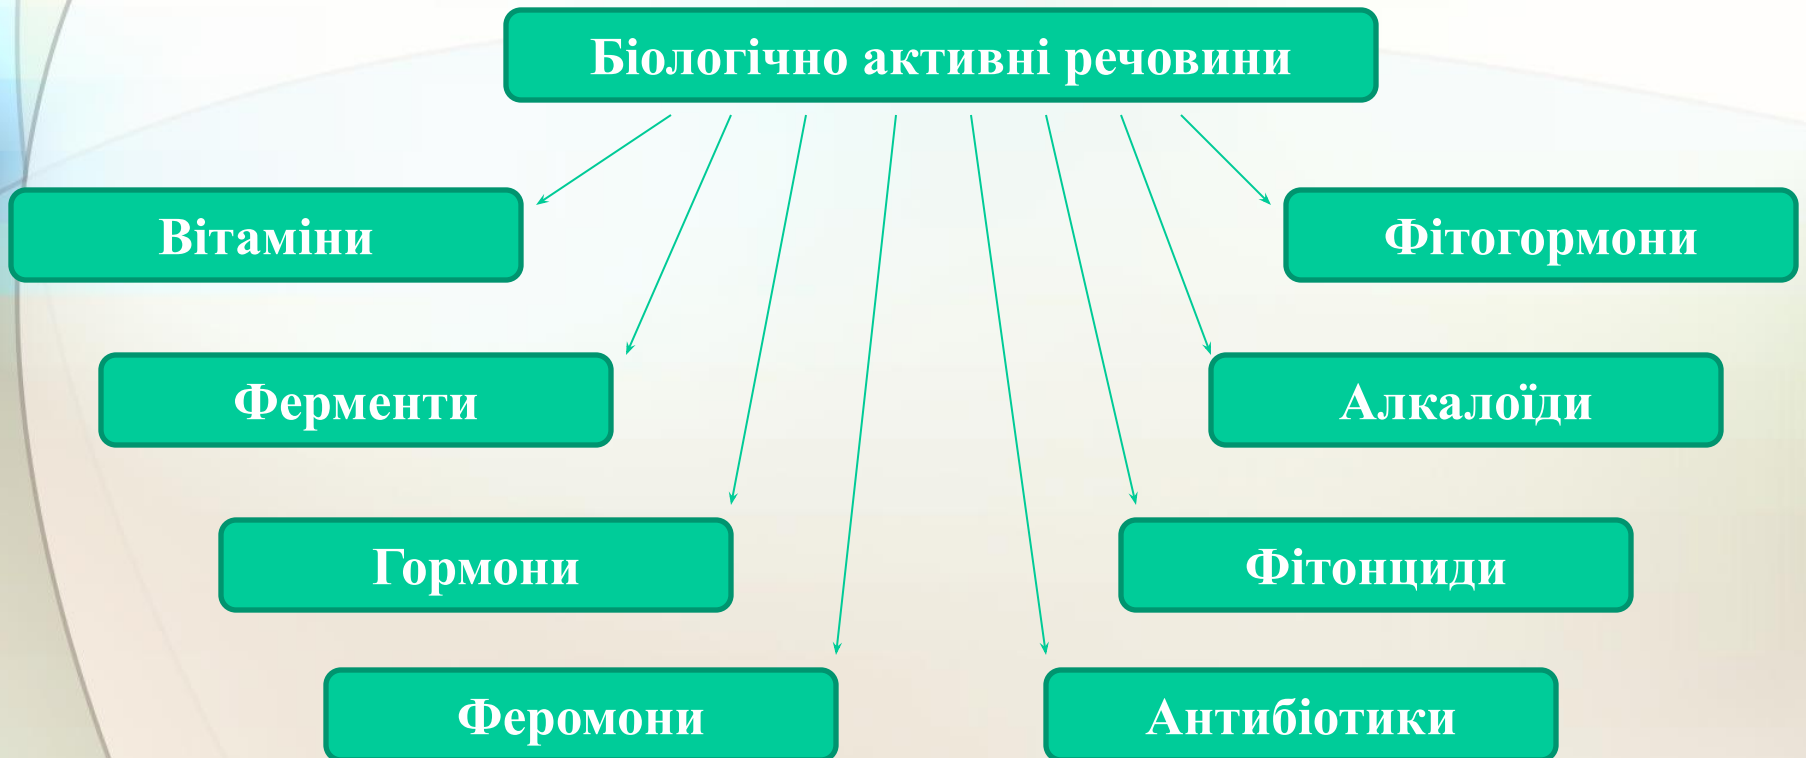 Біологічно активні речовини
Вітаміни
Фітогормони
Ферменти
Алкалоїди
Гормони
Фітонциди
Феромони
Антибіотики